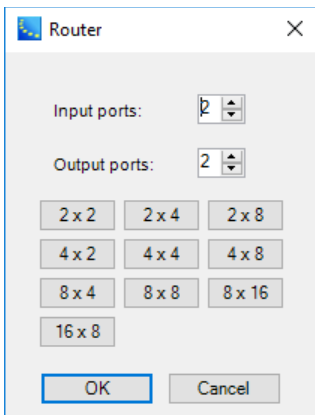 Router
Input ports: 2
Output ports: 2
2 x 2 2 x 4 2 x 8
4 x 2 4 x 4 4 x 8
8 x 4 8 x 8 8 x 16
16 x 8
OK Cancel